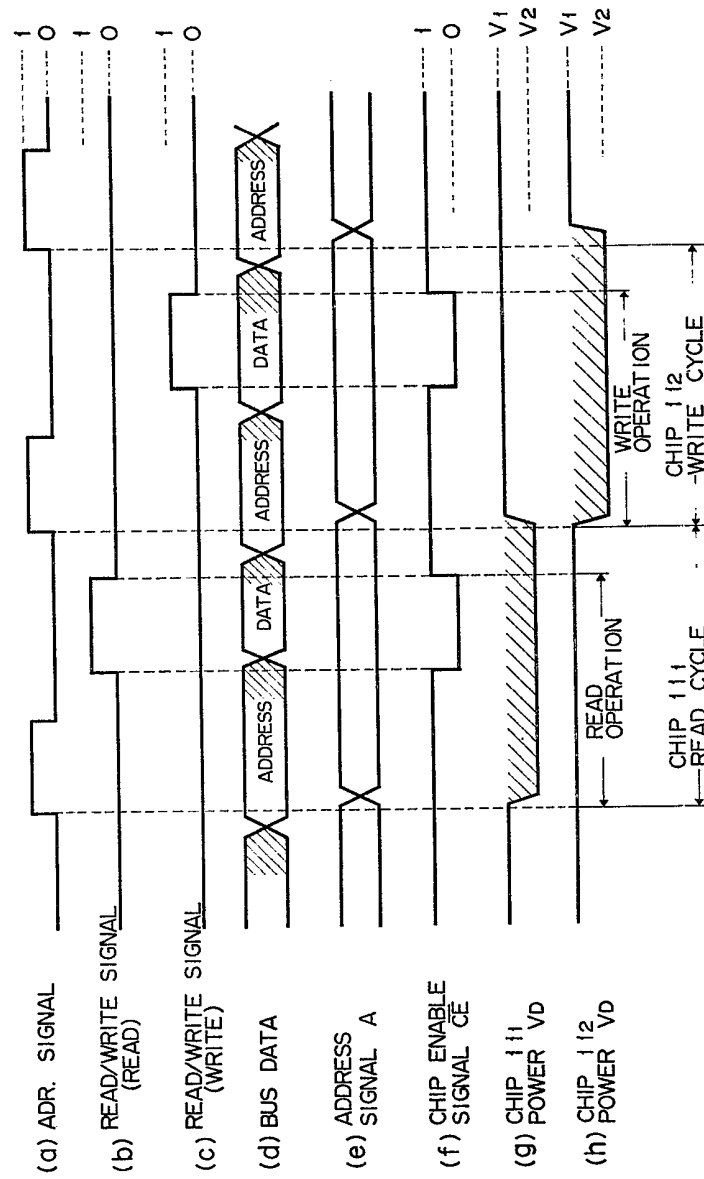 (a) ADR. SIGNAL
1
0
(b) READ/WRITE SIGNAL
(READ)
1
0
(c) READ/WRITE SIGNAL
(WRITE)
1
0
(d) BUS DATA
ADDRESS
DATA
ADDRESS
DATA
ADDRESS
(e) ADDRESS
SIGNAL A
(f) CHIP ENABLE
SIGNAL C̅E̅
1
0
(g) CHIP 111
POWER VD
V1
V2
(h) CHIP 112
POWER VD
V1
V2
READ
OPERATION
WRITE
OPERATION
CHIP 111
READ CYCLE
CHIP 112
WRITE CYCLE